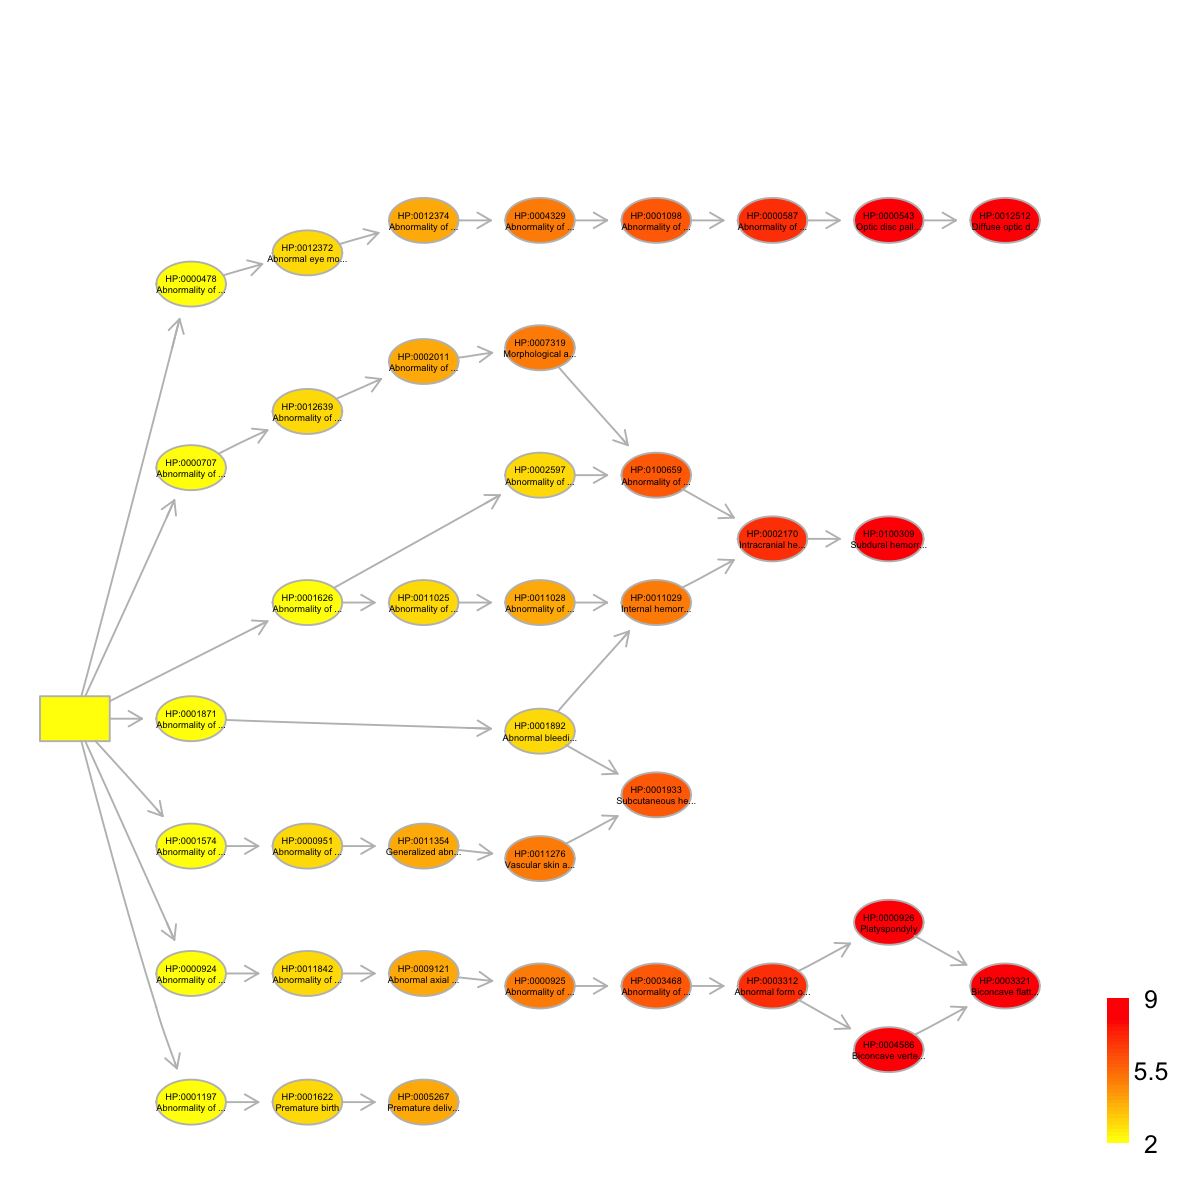 HP:0012374
Abnormality of ...
HP:0004329
Abnormality of ...
HP:0001098
Abnormality of ...
HP:0000587
Abnormality of ...
HP:0000543
Optic disc pall...
HP:0012512
Diffuse optic d...
HP:0012372
Abnormal eye mo...
HP:0000478
Abnormality of ...
HP:0007319
Morphological a...
HP:0002011
Abnormality of ...
HP:0012639
Abnormality of ...
HP:0000707
Abnormality of ...
HP:0002597
Abnormality of ...
HP:0100659
Abnormality of ...
HP:0002170
Intracranial he...
HP:0100309
Subdural hemorr...
HP:0001626
Abnormality of ...
HP:0011025
Abnormality of ...
HP:0011028
Abnormality of ...
HP:0011029
Internal hemorr...
HP:0001871
Abnormality of ...
HP:0001892
Abnormal bleedi...
HP:0001933
Subcutaneous he...
HP:0001574
Abnormality of ...
HP:0000951
Abnormality of ...
HP:0011354
Generalized abn...
HP:0011276
Vascular skin a...
HP:0000926
Platyspondyly
HP:0000924
Abnormality of ...
HP:0011842
Abnormality of ...
HP:0009121
Abnormal axial ...
HP:0000925
Abnormality of ...
HP:0003468
Abnormality of ...
HP:0003312
Abnormal form o...
HP:0003321
Biconcave flatt...
HP:0004586
Biconcave verte...
HP:0001197
Abnormality of ...
HP:0001622
Premature birth
HP:0005267
Premature deliv...
9
5.5
2